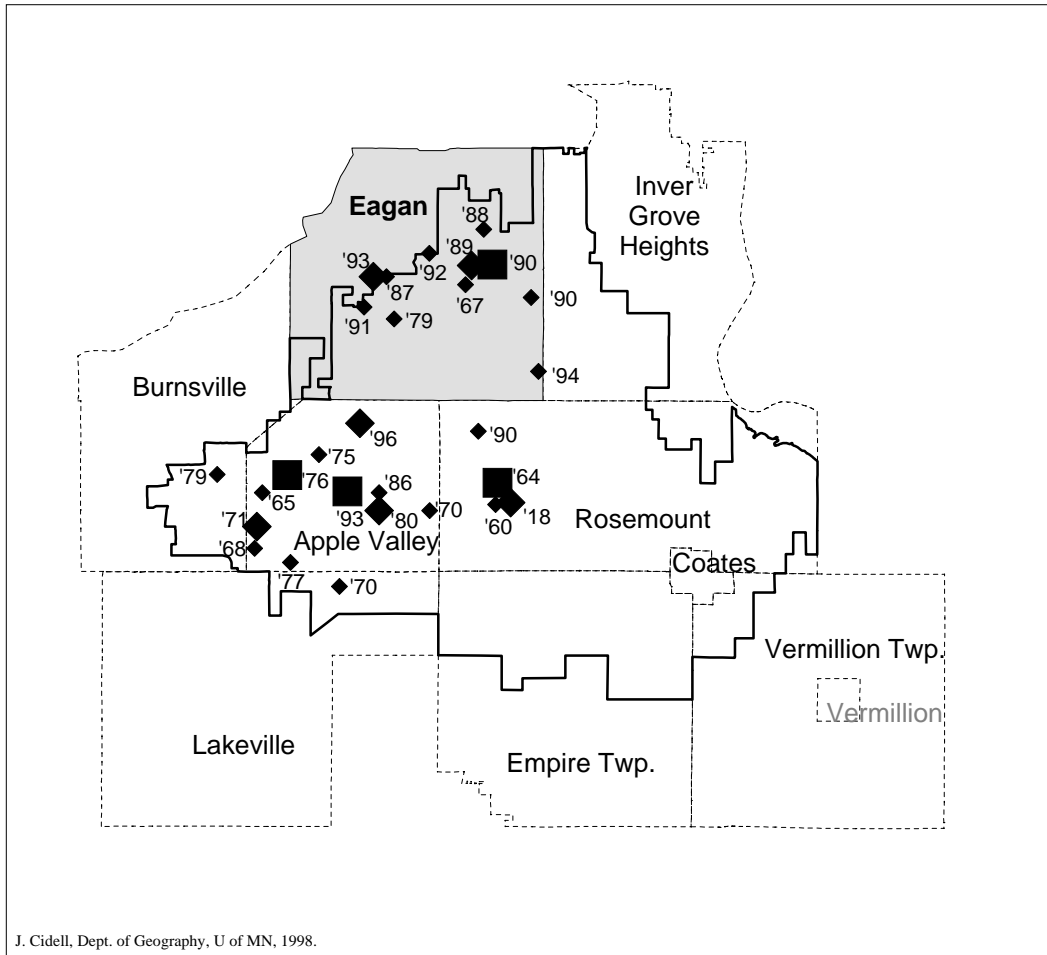 Inver
Grove
Heights
Eagan
'88
'89
'90
'93
'92
'87
'67
'90
'91
'79
'94
Burnsville
'96
'90
'75
'79
'76
'86
'64
'65
'93
'80
'70
'60
'18
'71
Rosemount
Apple Valley
'68
Coates
'77
'70
Vermillion Twp.
Vermillion
Lakeville
Empire Twp.
J. Cidell, Dept. of Geography, U of MN, 1998.